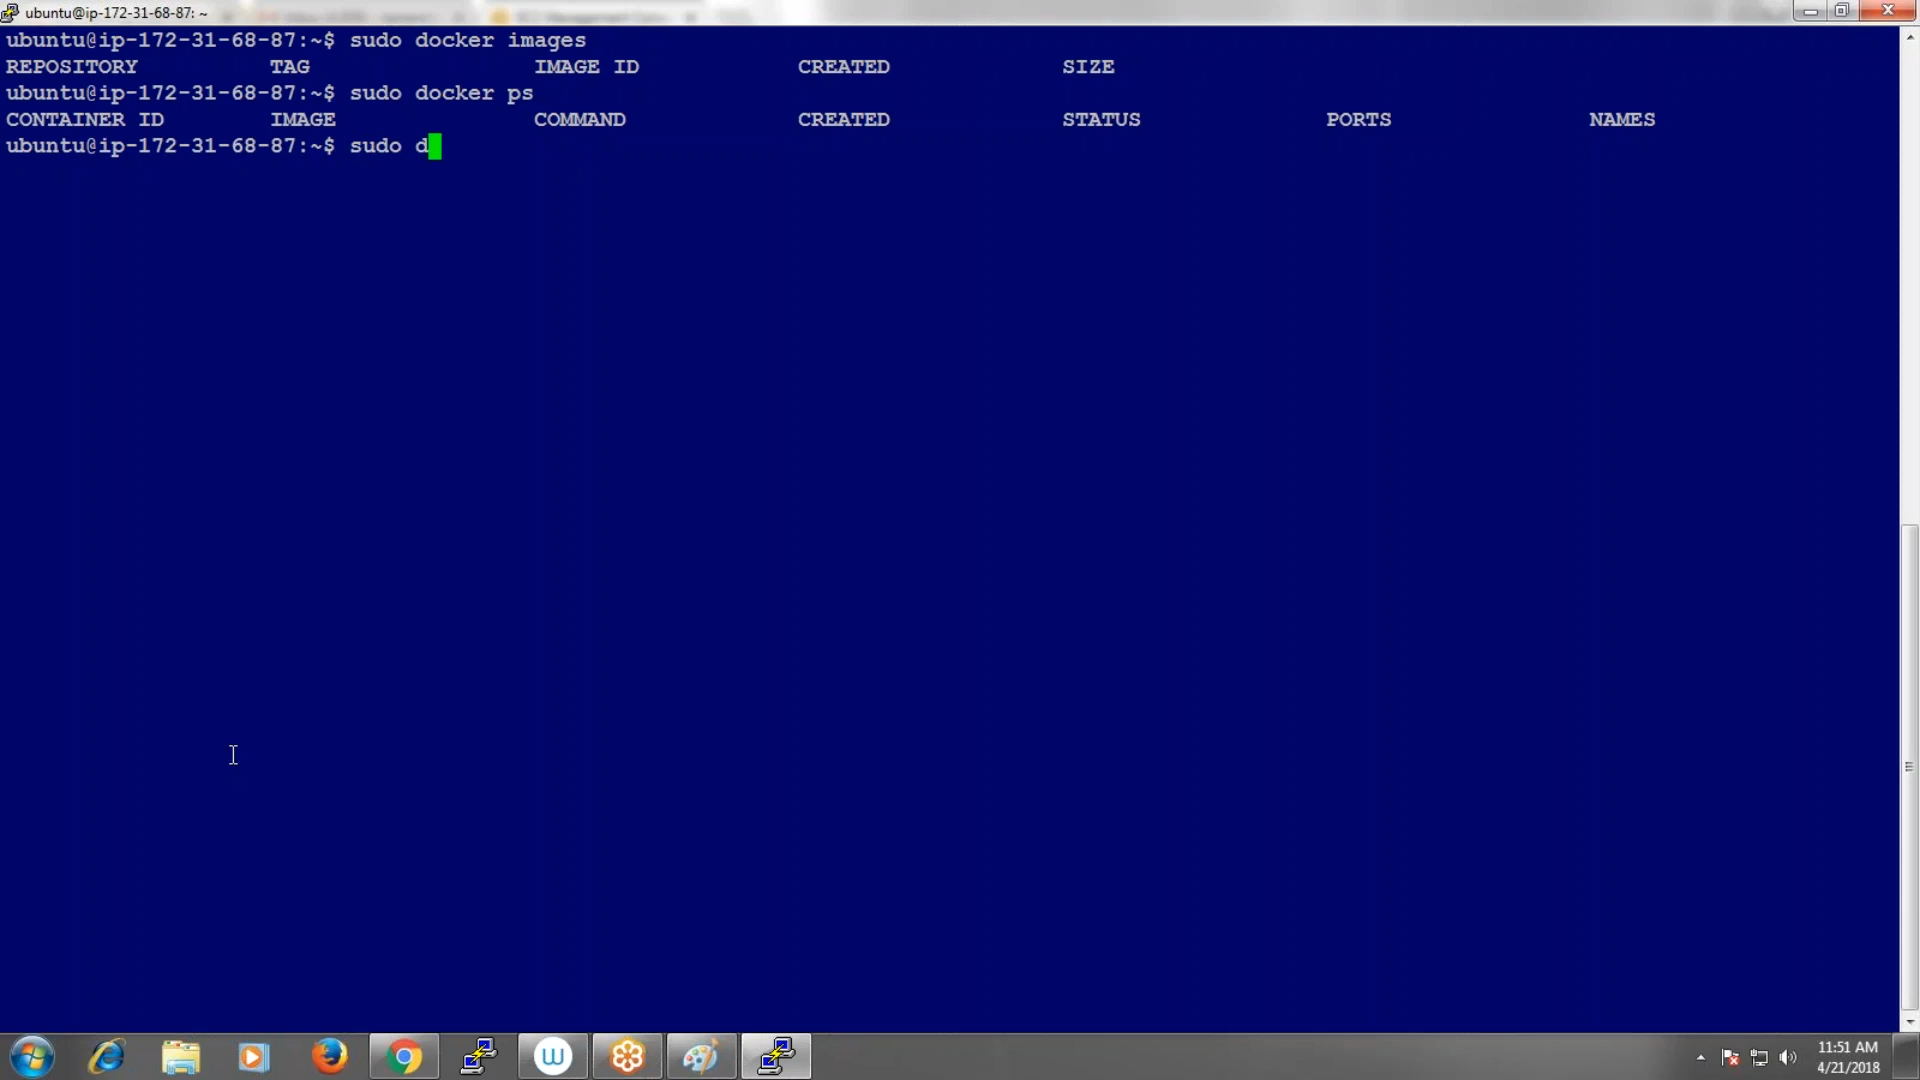 ubuntu@ip-172-31-68-87: ~
ubuntu@ip-172-31-68-87:~$ sudo docker images
REPOSITORY TAG IMAGE ID CREATED SIZE
ubuntu@ip-172-31-68-87:~$ sudo docker ps
CONTAINER ID IMAGE COMMAND CREATED STATUS PORTS NAMES
ubuntu@ip-172-31-68-87:~$ sudo d
11:51 AM
4/21/2018